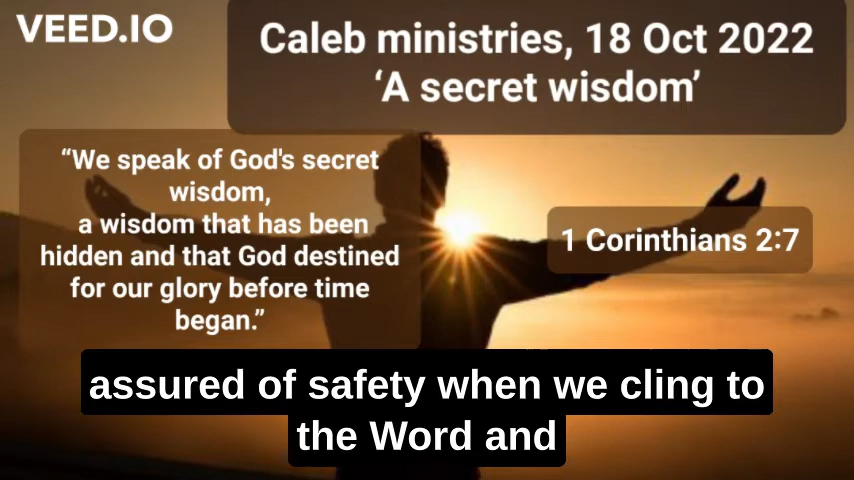 VEED.IO
Caleb ministries, 18 Oct 2022
‘A secret wisdom’
“We speak of God's secret
wisdom,
a wisdom that has been
hidden and that God destined
for our glory before time
began.”
1 Corinthians 2:7
assured of safety when we cling to
the Word and